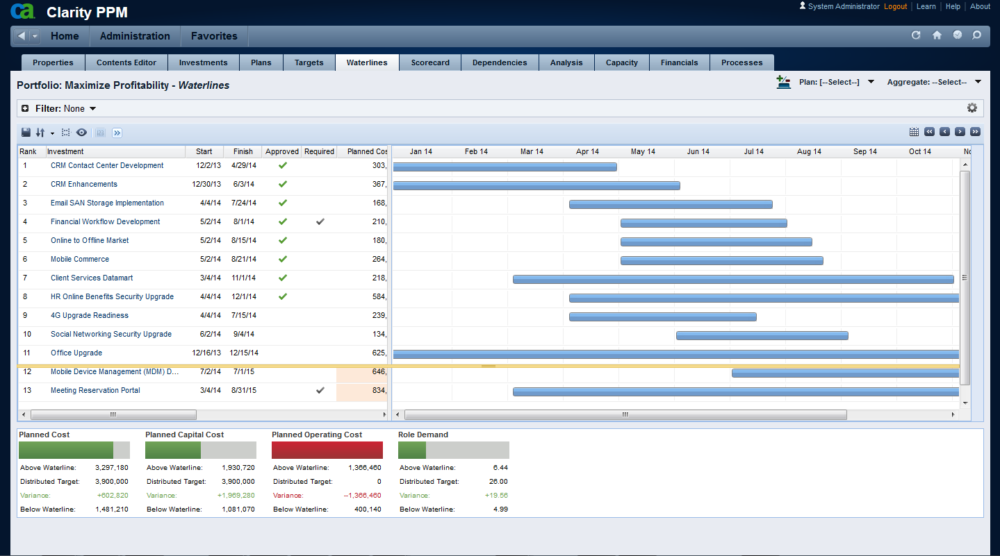 ca Clarity PPM
System Administrator Logout Learn Help About
Home Administration Favorites
Properties Contents Editor Investments Plans Targets Waterlines Scorecard Dependencies Analysis Capacity Financials Processes
Portfolio: Maximize Profitability - Waterlines
Plan: [--Select--] Aggregate: --Select--
Filter: None
Rank Investment Start Finish Approved Required Planned Cos Jan 14 Feb 14 Mar 14 Apr 14 May 14 Jun 14 Jul 14 Aug 14 Sep 14 Oct 14 No
1 CRM Contact Center Development 12/2/13 4/29/14 303,
2 CRM Enhancements 12/30/13 6/3/14 367,
3 Email SAN Storage Implementation 4/4/14 7/24/14 168,
4 Financial Workflow Development 5/2/14 8/1/14 210,
5 Online to Offline Market 5/2/14 8/15/14 180,
6 Mobile Commerce 5/2/14 8/21/14 264,
7 Client Services Datamart 3/4/14 11/1/14 218,
8 HR Online Benefits Security Upgrade 4/4/14 12/1/14 584,
9 4G Upgrade Readiness 4/4/14 7/15/14 239,
10 Social Networking Security Upgrade 6/2/14 9/4/14 134,
11 Office Upgrade 12/16/13 12/15/14 625,
12 Mobile Device Management (MDM) D... 7/2/14 7/1/15 646,
13 Meeting Reservation Portal 3/4/14 8/31/15 834,
Planned Cost Planned Capital Cost Planned Operating Cost Role Demand
Above Waterline: 3,297,180 Above Waterline: 1,930,720 Above Waterline: 1,366,460 Above Waterline: 6.44
Distributed Target: 3,900,000 Distributed Target: 3,900,000 Distributed Target: 0 Distributed Target: 26.00
Variance: +602,820 Variance: +1,969,280 Variance: --1,366,460 Variance: +19.56
Below Waterline: 1,481,210 Below Waterline: 1,081,070 Below Waterline: 400,140 Below Waterline: 4.99